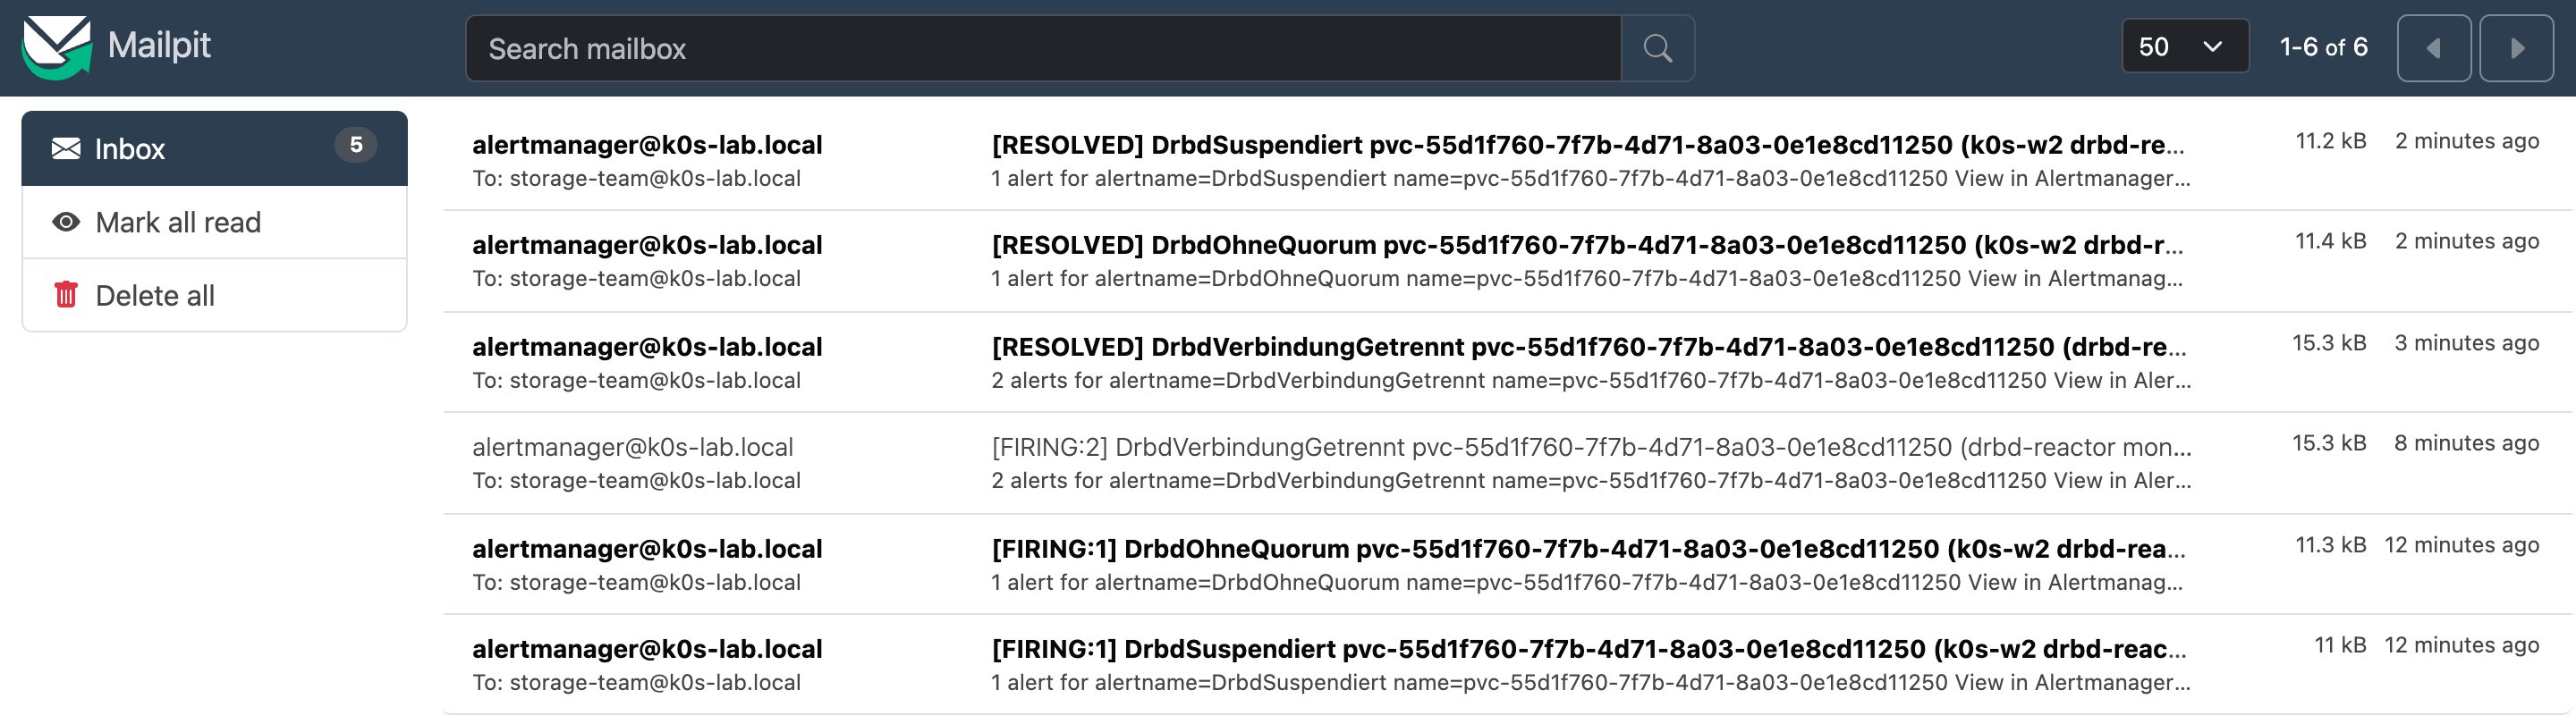 Mailpit
Search mailbox
50
1-6 of 6
Inbox 5
Mark all read
Delete all
alertmanager@k0s-lab.local [RESOLVED] DrbdSuspendiert pvc-55d1f760-7f7b-4d71-8a03-0e1e8cd11250 (k0s-w2 drbd-re... 11.2 kB 2 minutes ago
To: storage-team@k0s-lab.local 1 alert for alertname=DrbdSuspendiert name=pvc-55d1f760-7f7b-4d71-8a03-0e1e8cd11250 View in Alertmanager...
alertmanager@k0s-lab.local [RESOLVED] DrbdOhneQuorum pvc-55d1f760-7f7b-4d71-8a03-0e1e8cd11250 (k0s-w2 drbd-r... 11.4 kB 2 minutes ago
To: storage-team@k0s-lab.local 1 alert for alertname=DrbdOhneQuorum name=pvc-55d1f760-7f7b-4d71-8a03-0e1e8cd11250 View in Alertmanag...
alertmanager@k0s-lab.local [RESOLVED] DrbdVerbindungGetrennt pvc-55d1f760-7f7b-4d71-8a03-0e1e8cd11250 (drbd-re... 15.3 kB 3 minutes ago
To: storage-team@k0s-lab.local 2 alerts for alertname=DrbdVerbindungGetrennt name=pvc-55d1f760-7f7b-4d71-8a03-0e1e8cd11250 View in Aler...
alertmanager@k0s-lab.local [FIRING:2] DrbdVerbindungGetrennt pvc-55d1f760-7f7b-4d71-8a03-0e1e8cd11250 (drbd-reactor mon... 15.3 kB 8 minutes ago
To: storage-team@k0s-lab.local 2 alerts for alertname=DrbdVerbindungGetrennt name=pvc-55d1f760-7f7b-4d71-8a03-0e1e8cd11250 View in Aler...
alertmanager@k0s-lab.local [FIRING:1] DrbdOhneQuorum pvc-55d1f760-7f7b-4d71-8a03-0e1e8cd11250 (k0s-w2 drbd-rea... 11.3 kB 12 minutes ago
To: storage-team@k0s-lab.local 1 alert for alertname=DrbdOhneQuorum name=pvc-55d1f760-7f7b-4d71-8a03-0e1e8cd11250 View in Alertmanag...
alertmanager@k0s-lab.local [FIRING:1] DrbdSuspendiert pvc-55d1f760-7f7b-4d71-8a03-0e1e8cd11250 (k0s-w2 drbd-reac... 11 kB 12 minutes ago
To: storage-team@k0s-lab.local 1 alert for alertname=DrbdSuspendiert name=pvc-55d1f760-7f7b-4d71-8a03-0e1e8cd11250 View in Alertmanager...